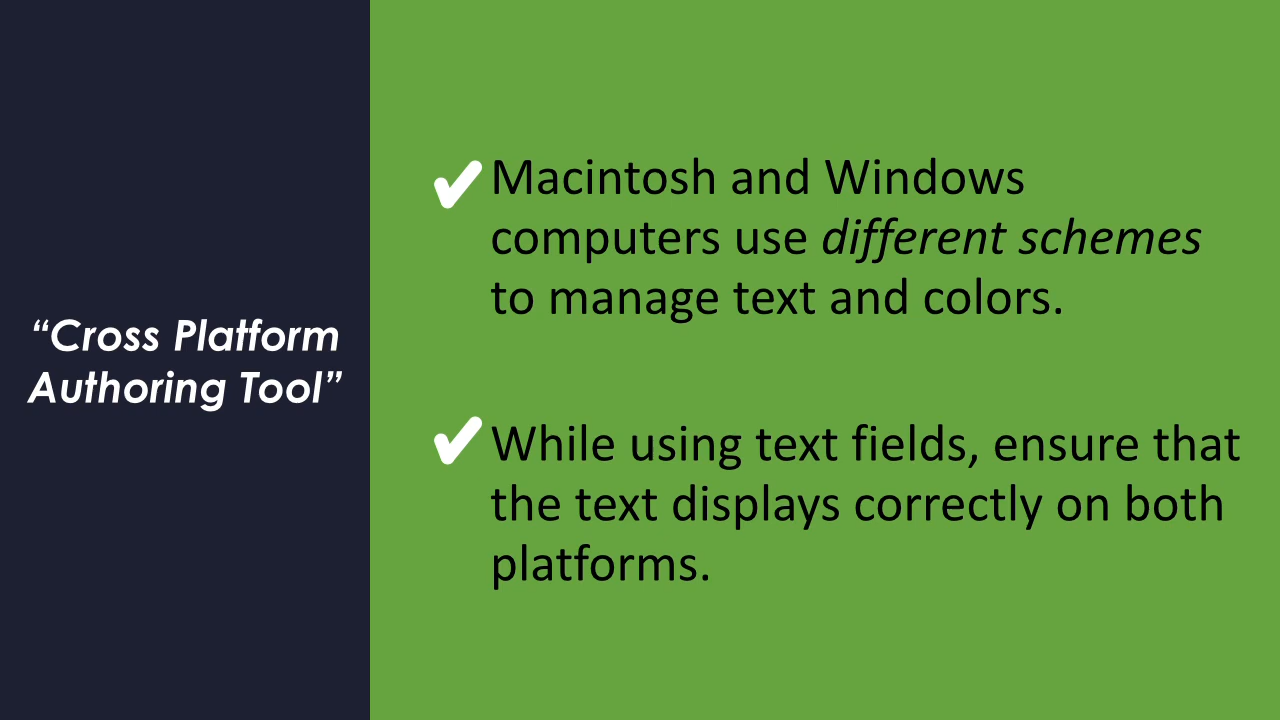 “Cross Platform
Authoring Tool”
✔Macintosh and Windows
computers use different schemes
to manage text and colors.
✔While using text fields, ensure that
the text displays correctly on both
platforms.